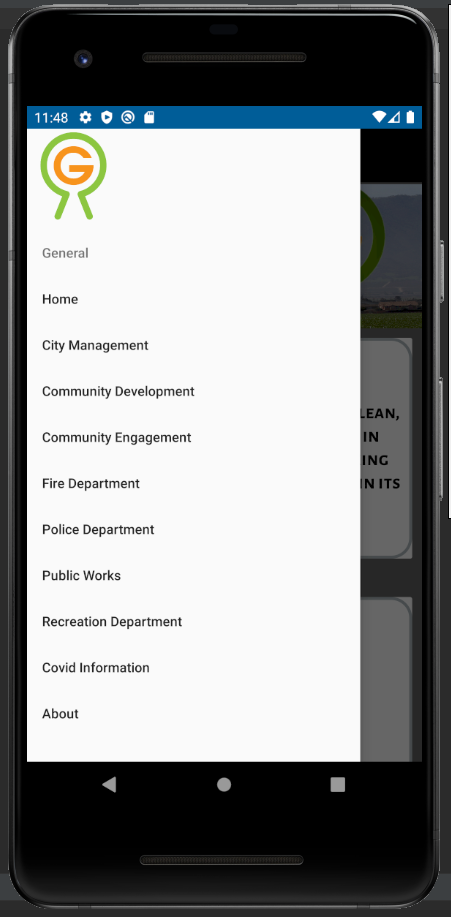 11:48
G
General
Home
City Management
Community Development
Community Engagement
Fire Department
Police Department
Public Works
Recreation Department
Covid Information
About
LEAN,
IN
ING
N ITS